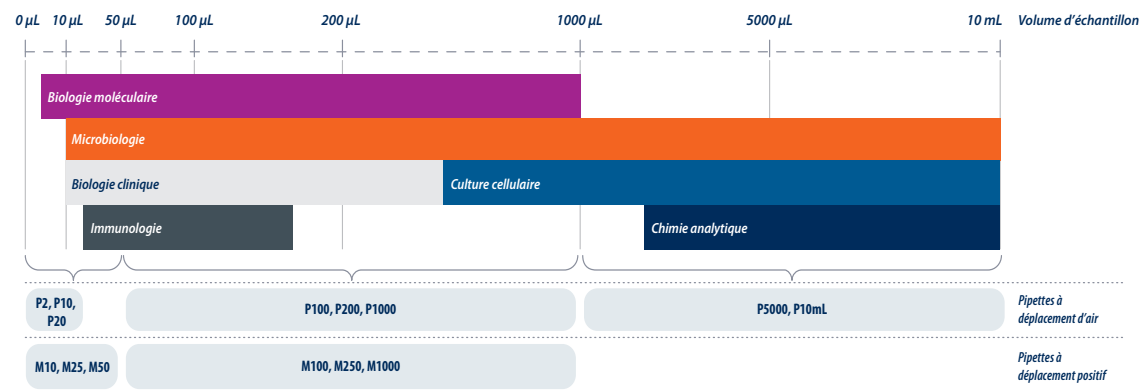 0 µL 10 µL 50 µL 100 µL 200 µL 1000 µL 5000 µL 10 mL Volume d'échantillon
Biologie moléculaire
Microbiologie
Biologie clinique Culture cellulaire
Immunologie Chimie analytique
P2, P10,
P20
P100, P200, P1000
P5000, P10mL
Pipettes à
déplacement d'air
M10, M25, M50
M100, M250, M1000
Pipettes à
déplacement positif